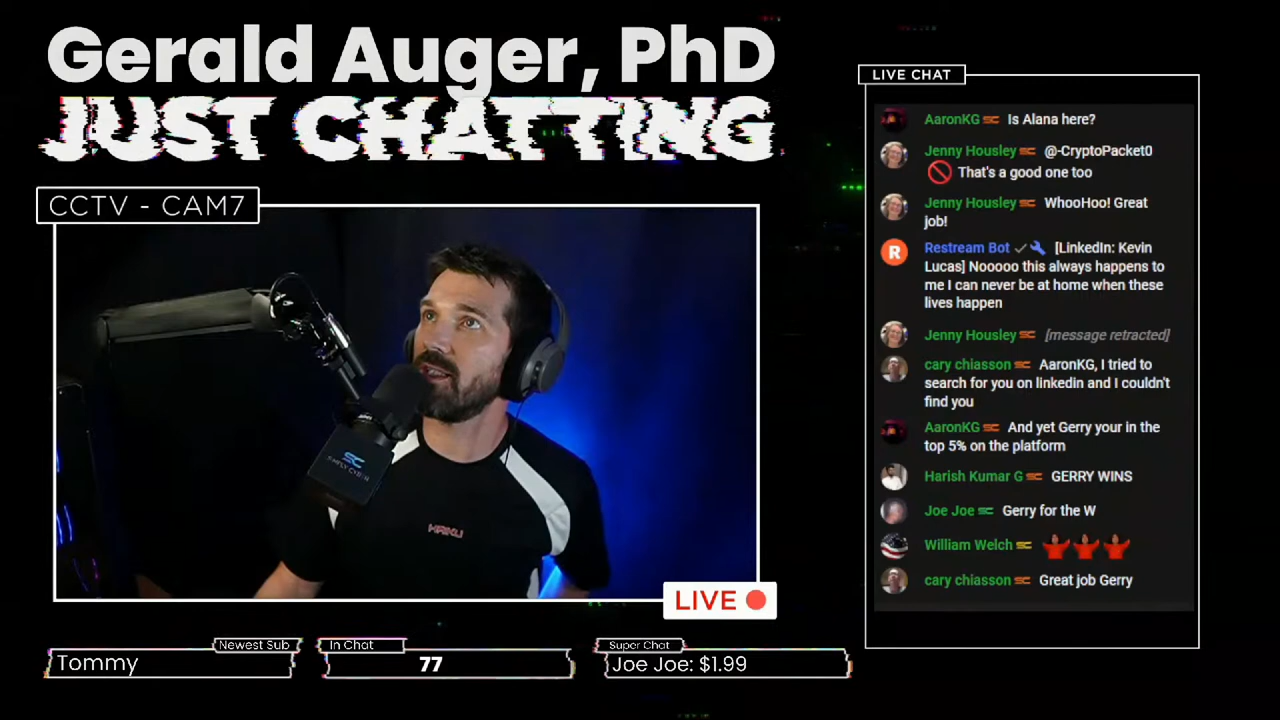 Gerald Auger, PhD
JUST CHATTING
CCTV - CAM7
SIMPLY CYBER
HAIKU
LIVE
Newest Sub
Tommy
In Chat
77
Super Chat
Joe Joe: $1.99
LIVE CHAT
AaronKG Is Alana here?
Jenny Housley @-CryptoPacket0
That's a good one too
Jenny Housley WhooHoo! Great
job!
R
Restream Bot [LinkedIn: Kevin
Lucas] Nooooo this always happens to
me I can never be at home when these
lives happen
Jenny Housley [message retracted]
cary chiasson AaronKG, I tried to
search for you on linkedin and I couldn't
find you
AaronKG And yet Gerry your in the
top 5% on the platform
Harish Kumar G GERRY WINS
Joe Joe Gerry for the W
William Welch
cary chiasson Great job Gerry